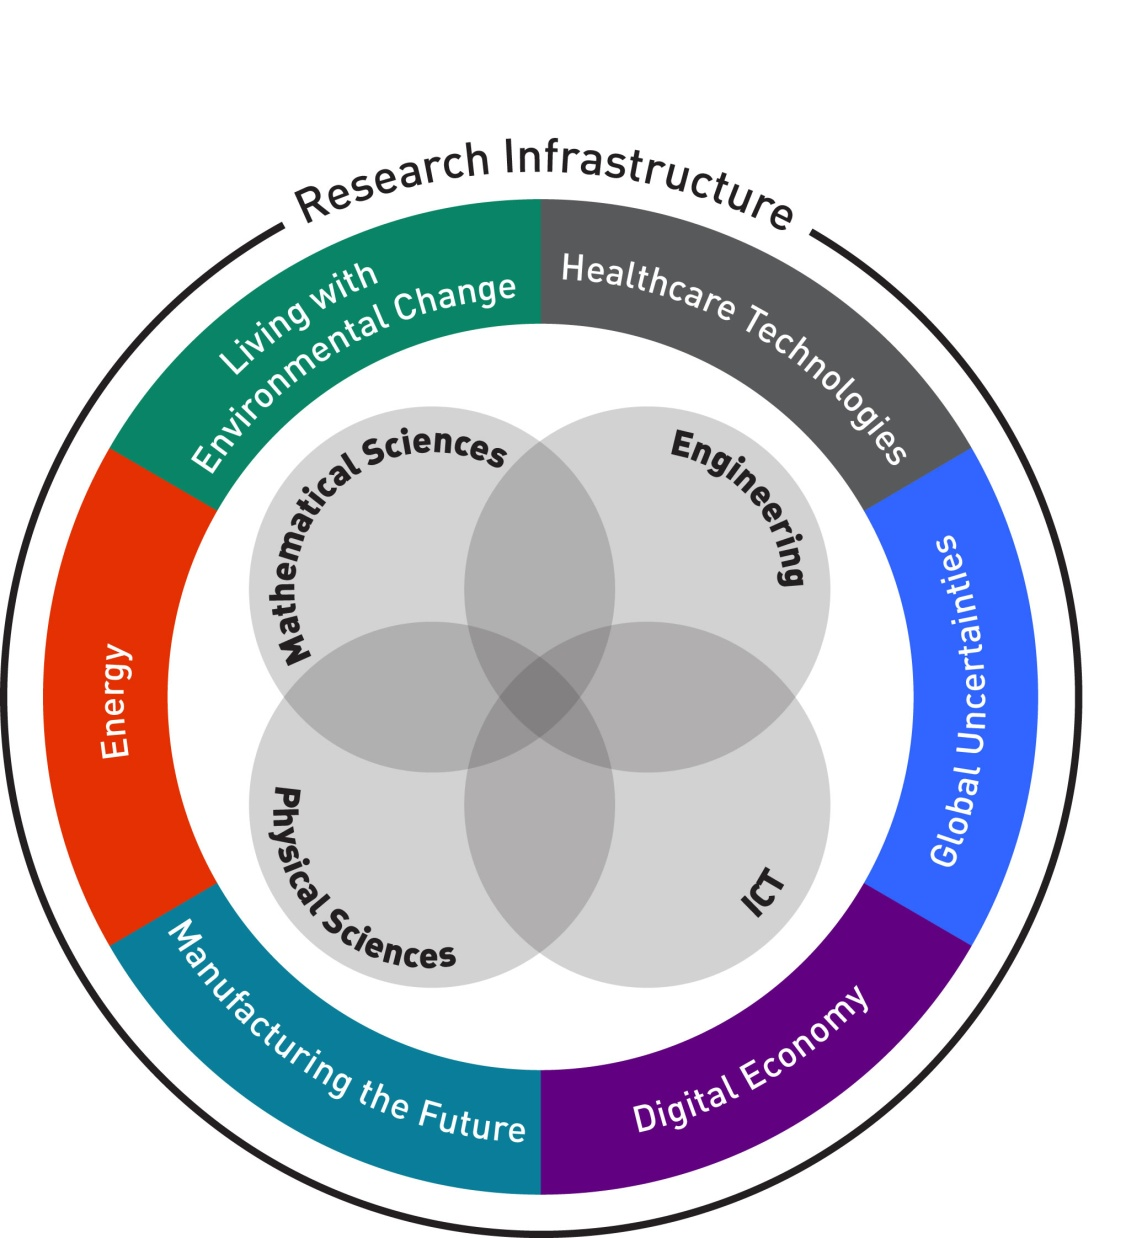 Research Infrastructure
Living with
Environmental Change
Healthcare Technologies
Global Uncertainties
Digital Economy
Manufacturing the Future
Energy
Mathematical Sciences
Engineering
Physical Sciences
ICT